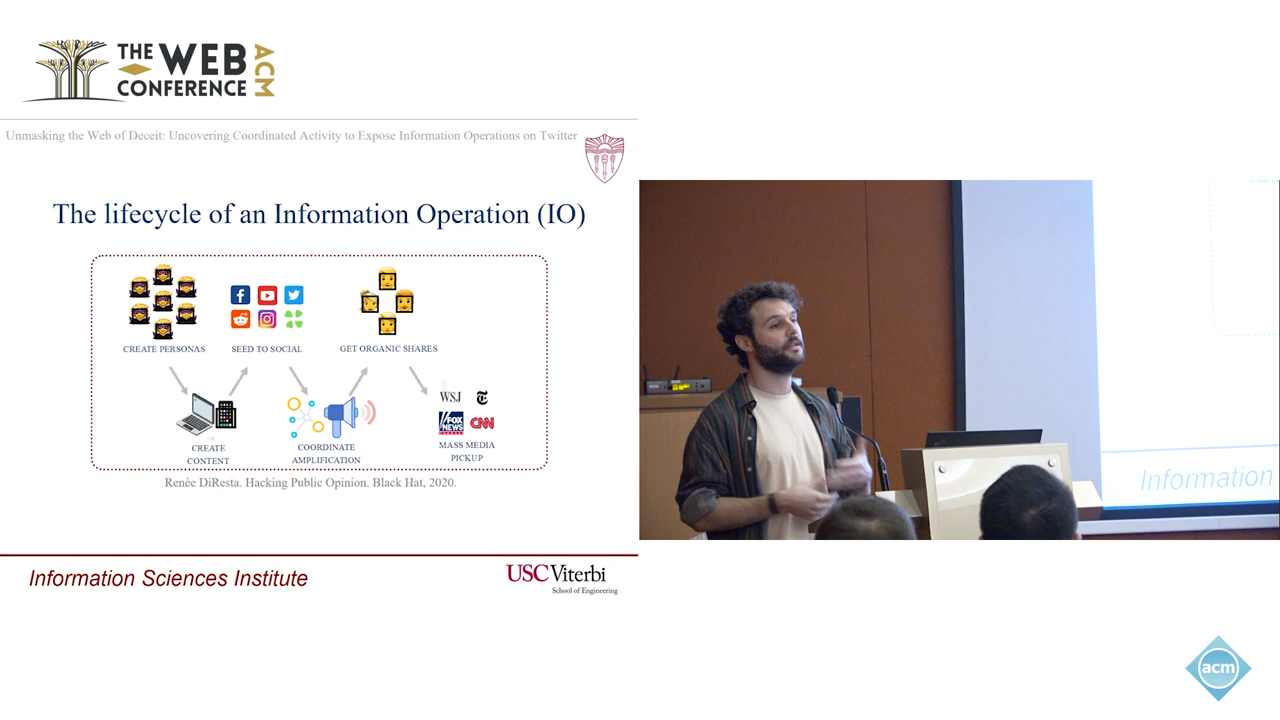 THE WEB
CONFERENCE
ACM
Unmasking the Web of Deceit: Uncovering Coordinated Activity to Expose Information Operations on Twitter
The lifecycle of an Information Operation (IO)
CREATE PERSONAS
SEED TO SOCIAL
GET ORGANIC SHARES
WSJ
T
FOX
NEWS
CNN
CREATE
CONTENT
COORDINATE
AMPLIFICATION
MASS MEDIA
PICKUP
Renée DiResta. Hacking Public Opinion. Black Hat, 2020.
Information Sciences Institute
USC Viterbi
School of Engineering
Information
acm